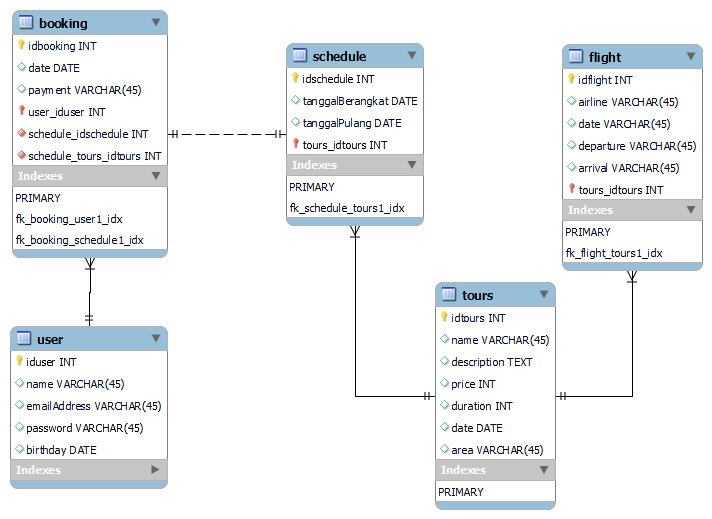 booking
idbooking INT
date DATE
payment VARCHAR(45)
user_iduser INT
schedule_idschedule INT
schedule_tours_idtours INT
Indexes
PRIMARY
fk_booking_user1_idx
fk_booking_schedule1_idx
schedule
idschedule INT
tanggalBerangkat DATE
tanggalPulang DATE
tours_idtours INT
Indexes
PRIMARY
fk_schedule_tours1_idx
flight
idflight INT
airline VARCHAR(45)
date VARCHAR(45)
departure VARCHAR(45)
arrival VARCHAR(45)
tours_idtours INT
Indexes
PRIMARY
fk_flight_tours1_idx
user
iduser INT
name VARCHAR(45)
emailAddress VARCHAR(45)
password VARCHAR(45)
birthday DATE
Indexes
tours
idtours INT
name VARCHAR(45)
description TEXT
price INT
duration INT
date DATE
area VARCHAR(45)
Indexes
PRIMARY